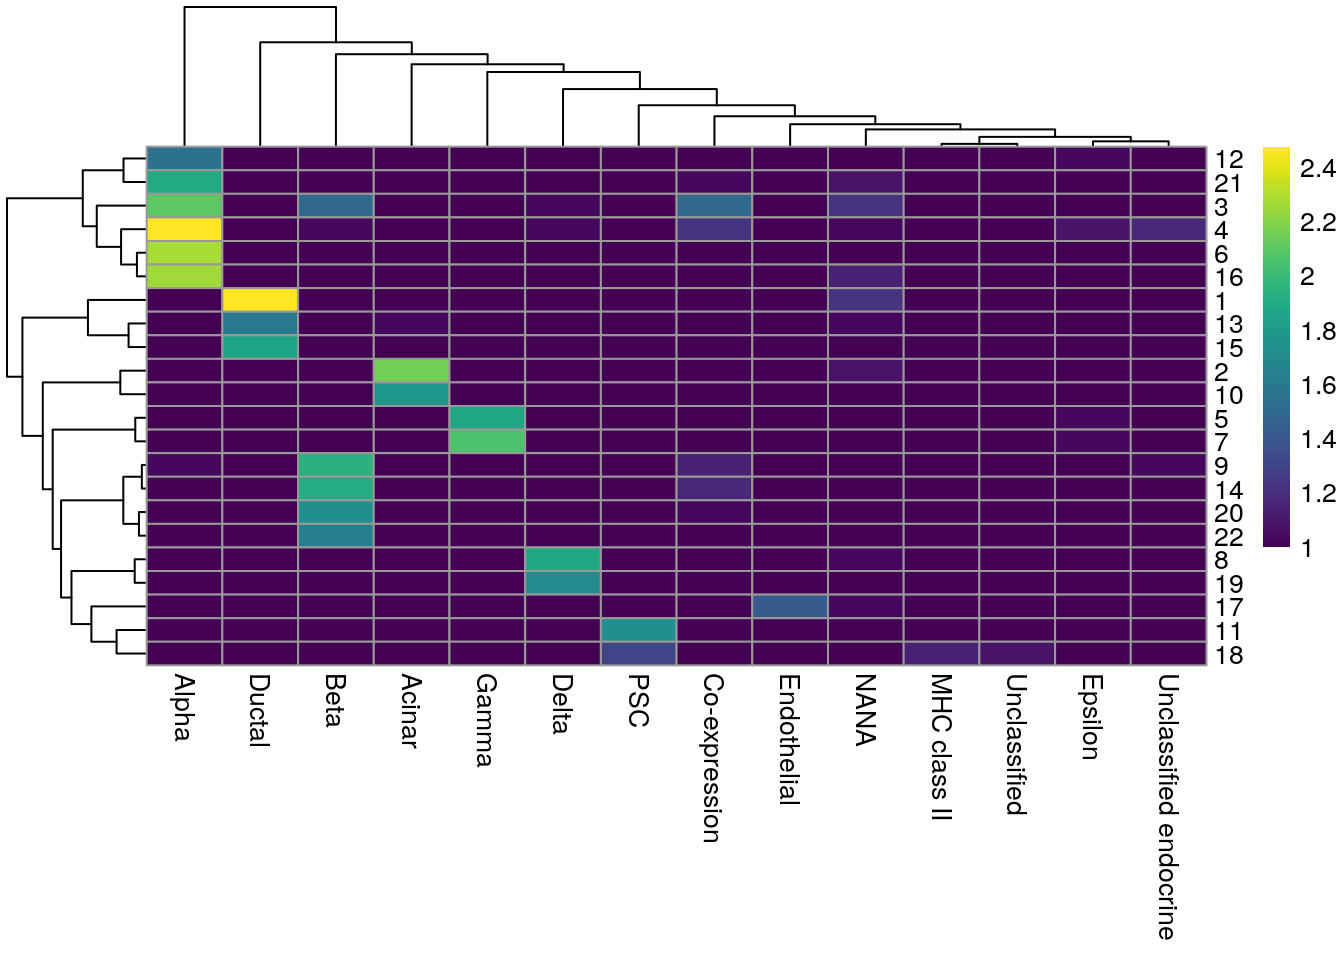 12
21
3
4
6
16
1
13
15
2
10
5
7
9
14
20
22
8
19
17
11
18
2.4
2.2
2
1.8
1.6
1.4
1.2
1
Alpha
Ductal
Beta
Acinar
Gamma
Delta
PSC
Co-expression
Endothelial
NANA
MHC class II
Unclassified
Epsilon
Unclassified endocrine